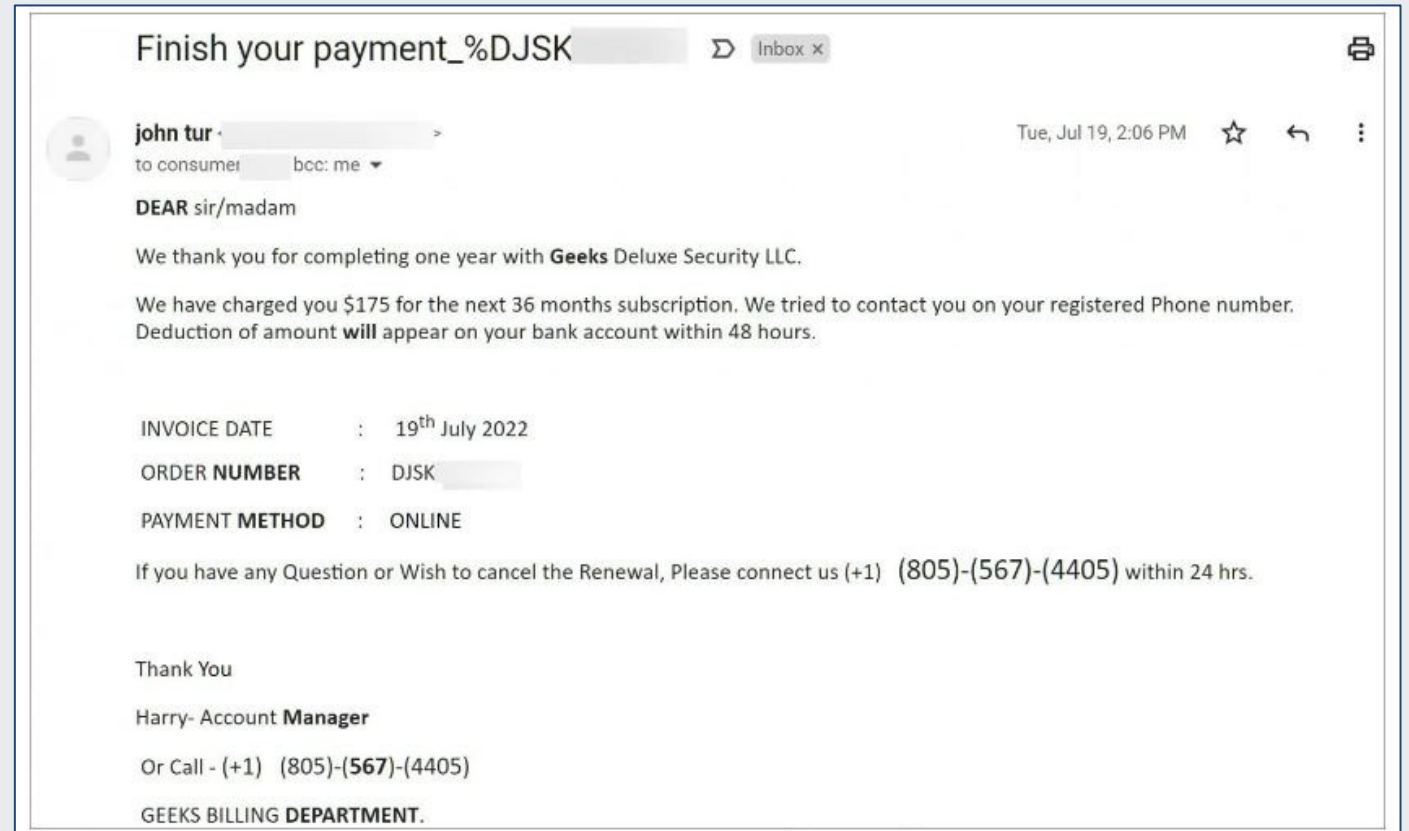 Finish your payment_%DJSK
Inbox ×
john tur
Tue, Jul 19, 2:06 PM
to consumer bcc: me
DEAR sir/madam
We thank you for completing one year with Geeks Deluxe Security LLC.
We have charged you $175 for the next 36 months subscription. We tried to contact you on your registered Phone number.
Deduction of amount will appear on your bank account within 48 hours.
INVOICE DATE : 19th July 2022
ORDER NUMBER : DJSK
PAYMENT METHOD : ONLINE
If you have any Question or Wish to cancel the Renewal, Please connect us (+1) (805)-(567)-(4405) within 24 hrs.
Thank You
Harry- Account Manager
Or Call - (+1) (805)-(567)-(4405)
GEEKS BILLING DEPARTMENT.